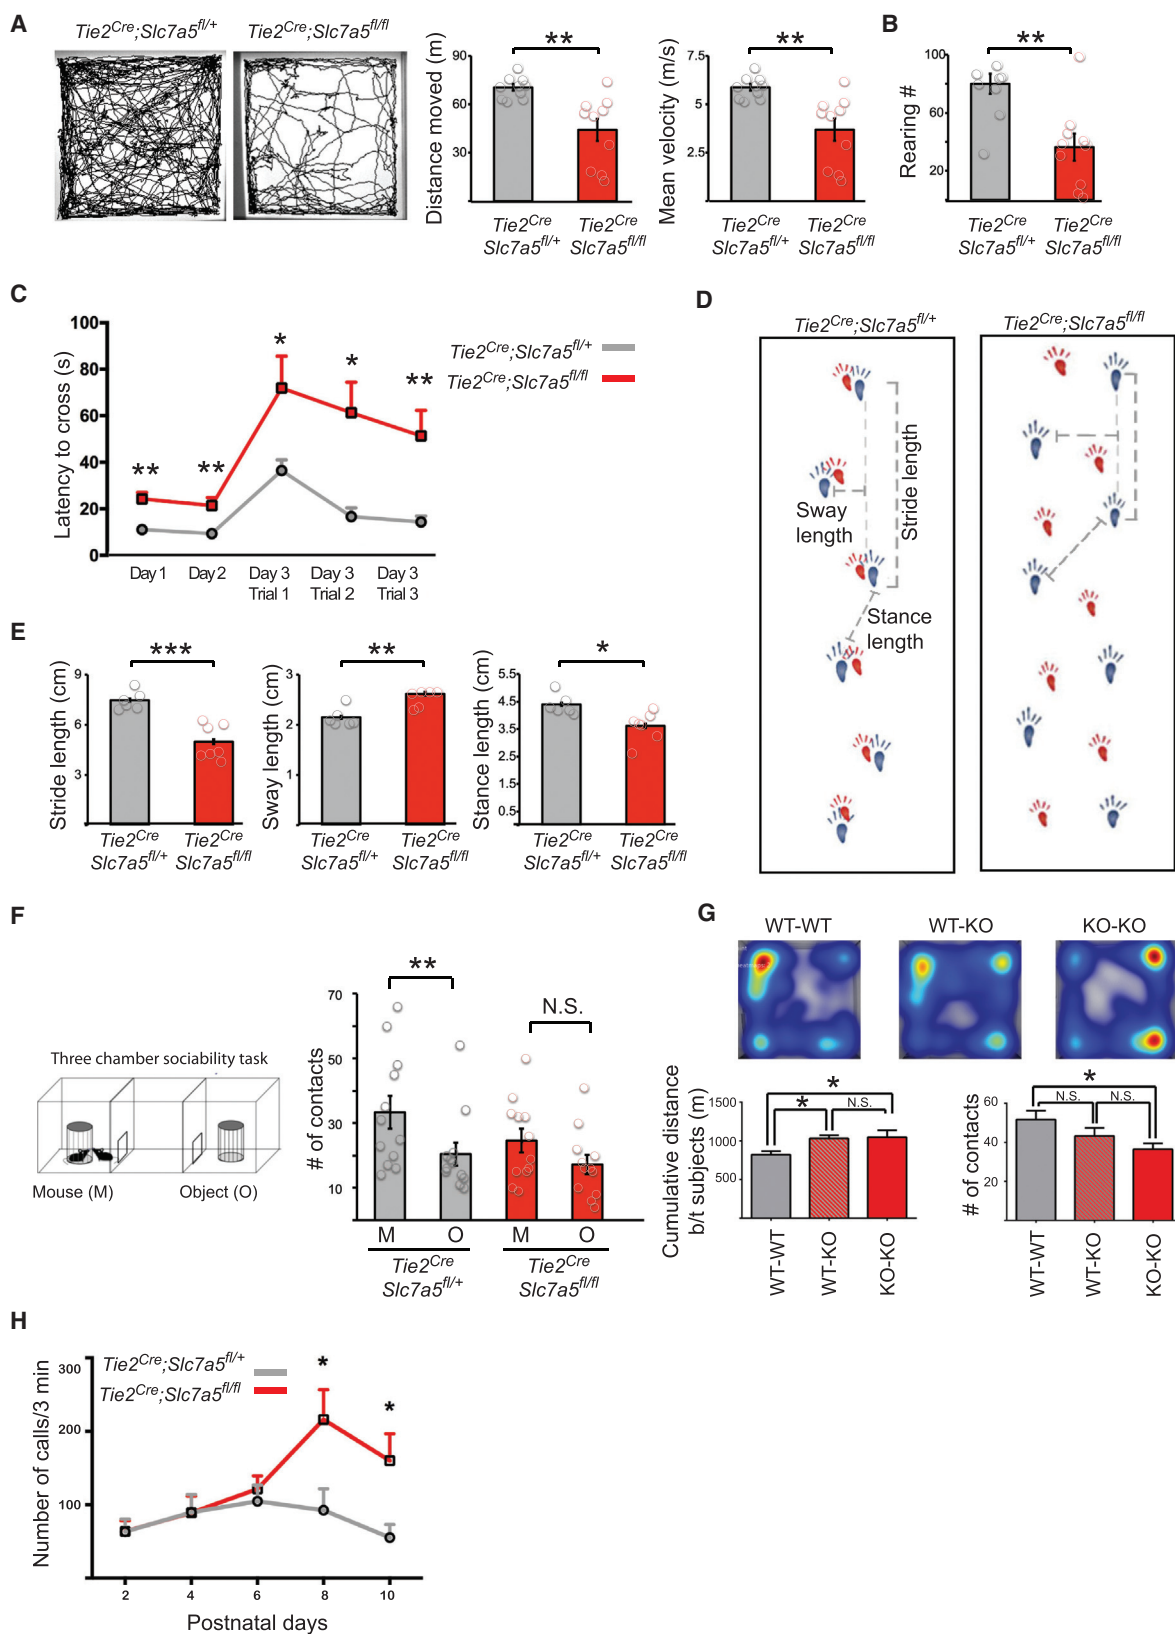 A
Tie2Cre;Slc7a5fl/+
Tie2Cre;Slc7a5fl/fl
Distance moved (m)
90
60
30
**
Tie2Cre
Slc7a5fl/+
Tie2Cre
Slc7a5fl/fl
Mean velocity (m/s)
7.5
5
2.5
**
Tie2Cre
Slc7a5fl/+
Tie2Cre
Slc7a5fl/fl
B
Rearing #
100
60
20
**
Tie2Cre
Slc7a5fl/+
Tie2Cre
Slc7a5fl/fl
C
Latency to cross (s)
100
80
60
40
20
0
**
**
*
*
**
Tie2Cre;Slc7a5fl/+
Tie2Cre;Slc7a5fl/fl
Day 1
Day 2
Day 3
Trial 1
Day 3
Trial 2
Day 3
Trial 3
D
Tie2Cre;Slc7a5fl/+
Tie2Cre;Slc7a5fl/fl
Stride length
Sway
length
Stance
length
E
Stride length (cm)
9
6
3
***
Tie2Cre
Slc7a5fl/+
Tie2Cre
Slc7a5fl/fl
Sway length (cm)
3
2
1
**
Tie2Cre
Slc7a5fl/+
Tie2Cre
Slc7a5fl/fl
Stance length (cm)
5.5
4.5
3.5
2.5
1.5
0.5
*
Tie2Cre
Slc7a5fl/+
Tie2Cre
Slc7a5fl/fl
F
Three chamber sociability task
Mouse (M)
Object (O)
# of contacts
70
50
30
10
**
N.S.
M
O
M
O
Tie2Cre
Slc7a5fl/+
Tie2Cre
Slc7a5fl/fl
G
WT-WT
WT-KO
KO-KO
Cumulative distance
b/t subjects (m)
1500
1000
500
*
*
N.S.
WT-WT
WT-KO
KO-KO
# of contacts
60
40
20
*
N.S.
N.S.
WT-WT
WT-KO
KO-KO
H
Number of calls/3 min
300
200
100
Tie2Cre;Slc7a5fl/+
Tie2Cre;Slc7a5fl/fl
*
*
2
4
6
8
10
Postnatal days